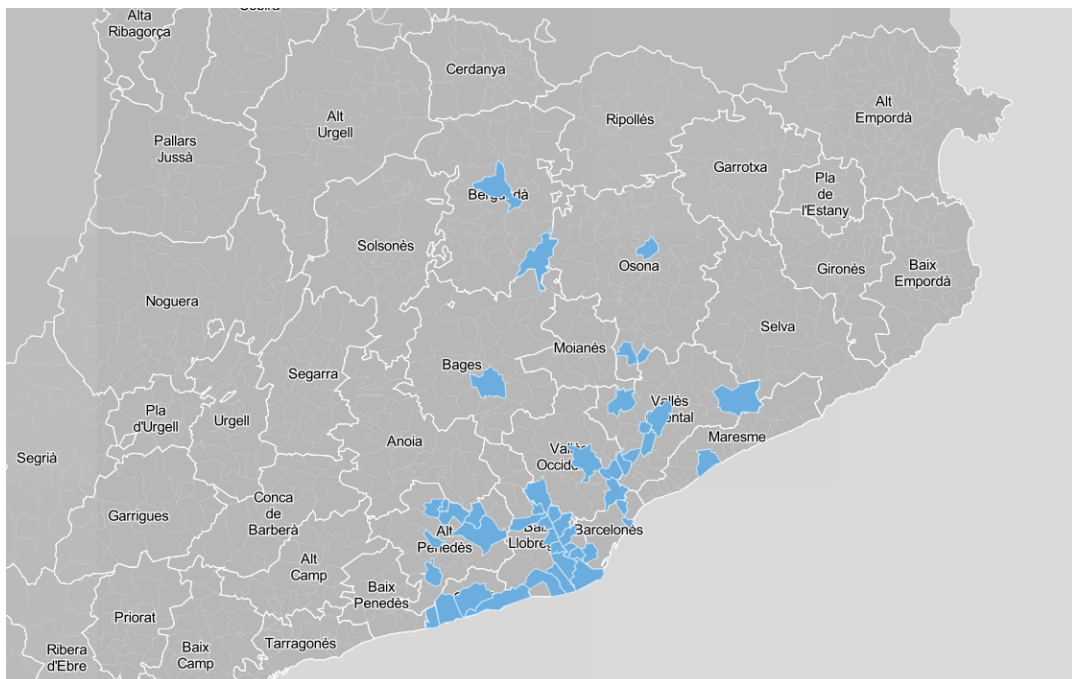 Alta
Ribagorça
Cerdanya
Alt
Urgell
Ripollès
Alt
Empordà
Pallars
Jussà
Garrotxa
Pla
de
l'Estany
Solsonès
Osona
Gironès
Baix
Empordà
Noguera
Selva
Moianès
Bages
Segarra
Vallès
Pla
d'Urgell
Urgell
Anoia
Maresme
Segrià
Conca
de
Barberà
Garrigues
Alt
Penedès
Barcelonès
Alt
Camp
Baix
Penedès
Priorat
Baix
Camp
Tarragonès
Ribera
d'Ebre